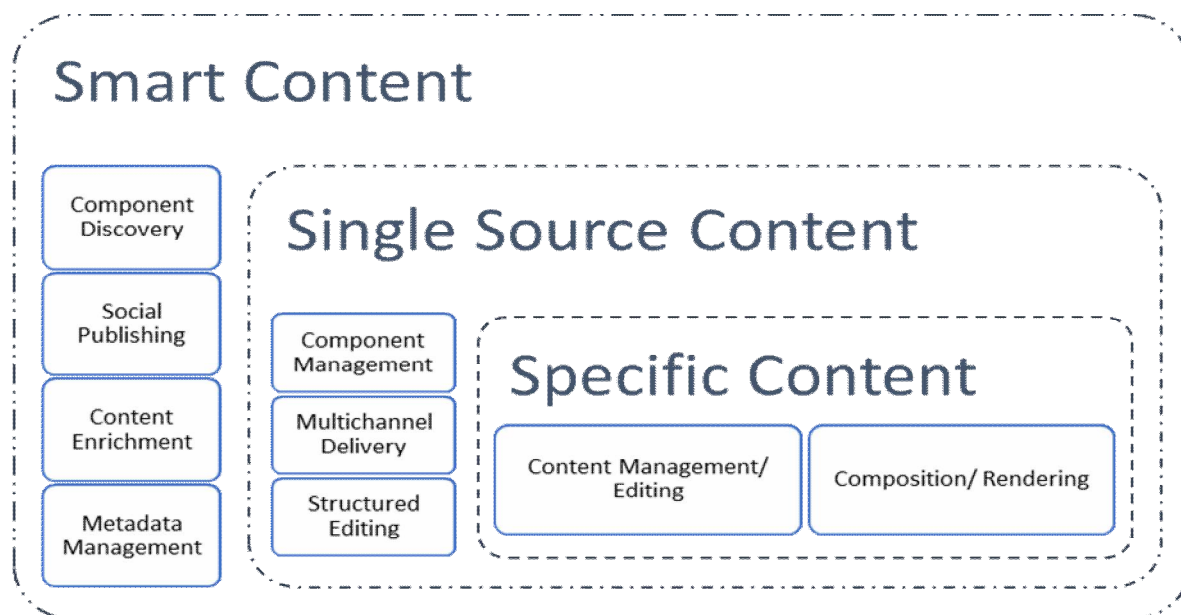 Smart Content
Component
Discovery
Social
Publishing
Content
Enrichment
Metadata
Management
Single Source Content
Component
Management
Multichannel
Delivery
Structured
Editing
Specific Content
Content Management/
Editing
Composition/ Rendering